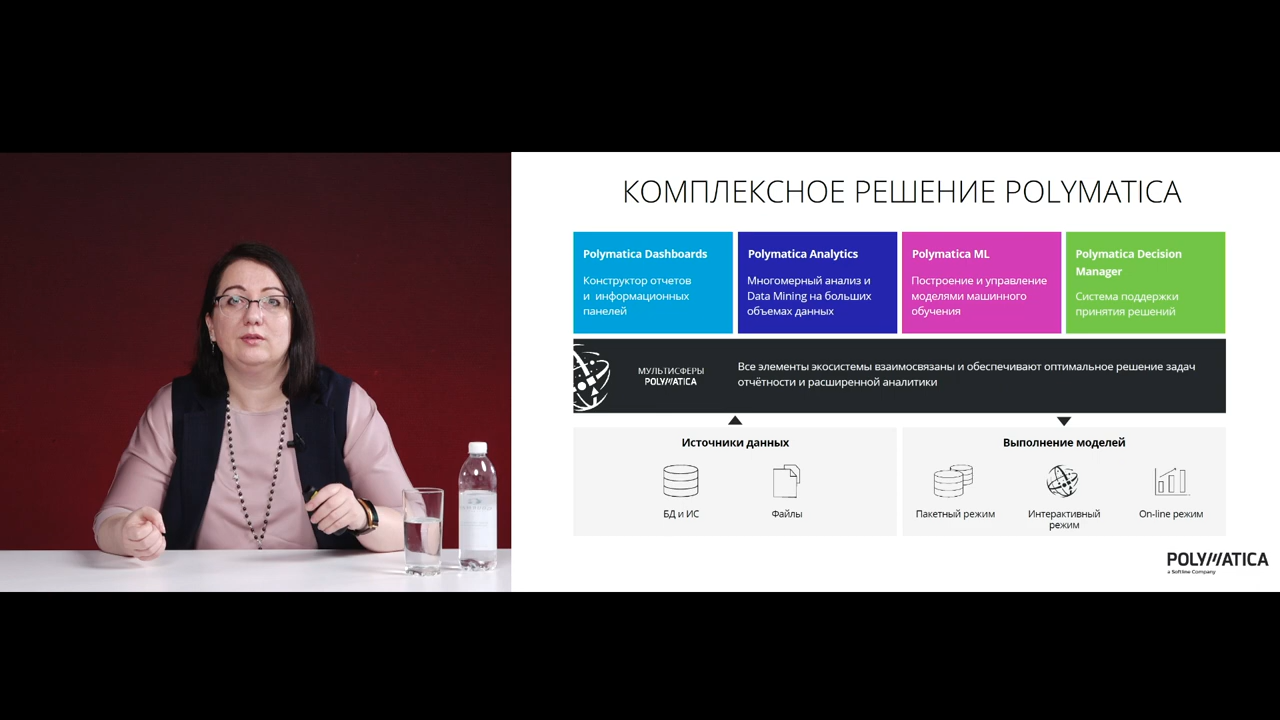 КОМПЛЕКСНОЕ РЕШЕНИЕ POLYMATICA
Polymatica Dashboards
Конструктор отчетов
и информационных
панелей
Polymatica Analytics
Многомерный анализ и
Data Mining на больших
объемах данных
Polymatica ML
Построение и управление
моделями машинного
обучения
Polymatica Decision
Manager
Система поддержки
принятия решений
МУЛЬТИСФЕРЫ
POLYMATICA
Все элементы экосистемы взаимосвязаны и обеспечивают оптимальное решение задач
отчётности и расширенной аналитики
Источники данных
БД и ИС
Файлы
Выполнение моделей
Пакетный режим
Интерактивный
режим
On-line режим
POLYMATICA
a Softline Company